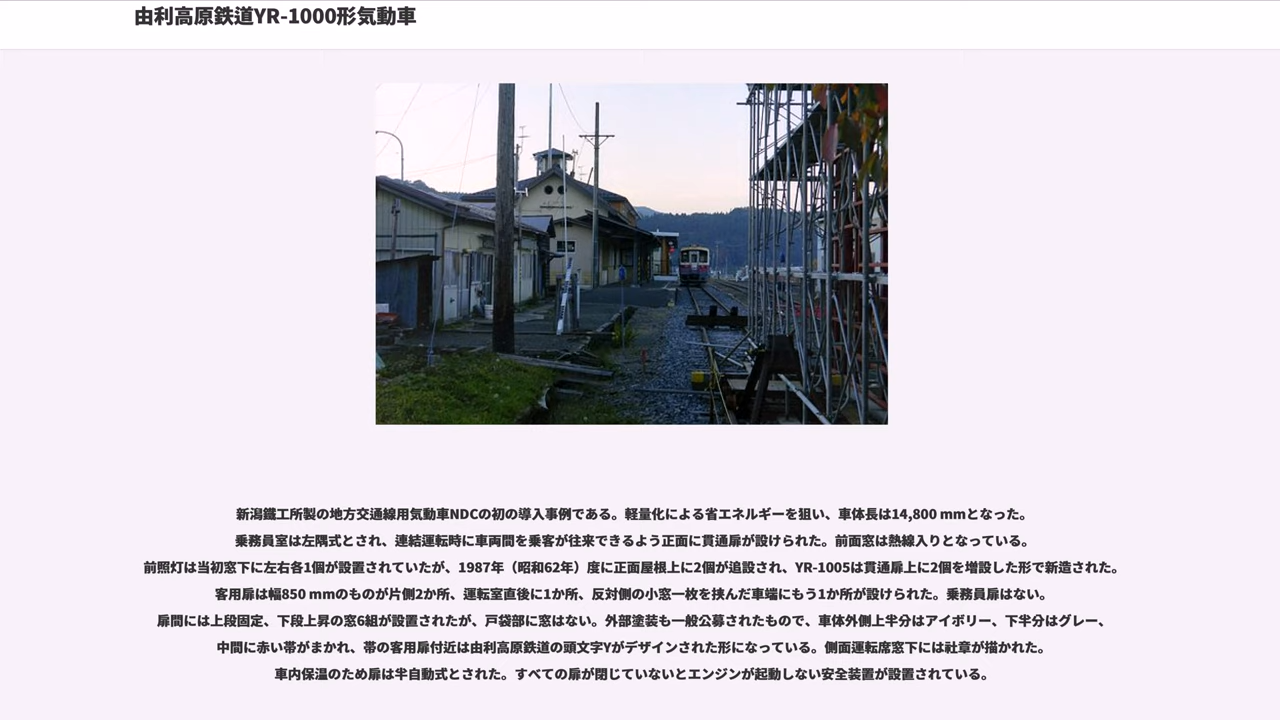 由利高原鉄道YR-1000形気動車
新潟鐵工所製の地方交通線用気動車NDCの初の導入事例である。軽量化による省エネルギーを狙い、車体長は14,800 mmとなった。
乗務員室は左隅式とされ、連結運転時に車両間を乗客が往来できるよう正面に貫通扉が設けられた。前面窓は熱線入りとなっている。
前照灯は当初窓下に左右各1個が設置されていたが、1987年（昭和62年）度に正面屋根上に2個が追設され、YR-1005は貫通扉上に2個を増設した形で新造された。
客用扉は幅850 mmのものが片側2か所、運転室直後に1か所、反対側の小窓一枚を挟んだ車端にもう1か所が設けられた。乗務員扉はない。
扉間には上段固定、下段上昇の窓6組が設置されたが、戸袋部に窓はない。外部塗装も一般公募されたもので、車体外側上半分はアイボリー、下半分はグレー、
中間に赤い帯がまかれ、帯の客用扉付近は由利高原鉄道の頭文字Yがデザインされた形になっている。側面運転席窓下には社章が描かれた。
車内保温のため扉は半自動式とされた。すべての扉が閉じていないとエンジンが起動しない安全装置が設置されている。